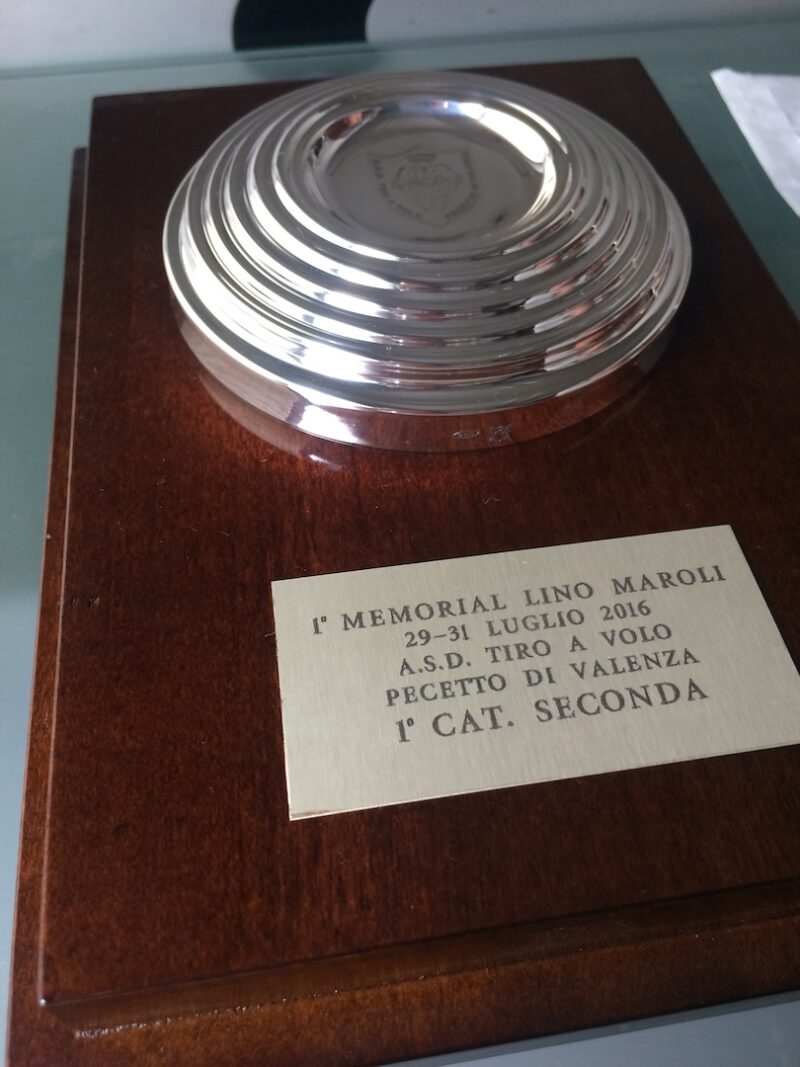 1° MEMORIAL LINO MAROLI
29-31 LUGLIO 2016
A.S.D. TIRO A VOLO
PECETTO DI VALENZA
1° CAT. SECONDA